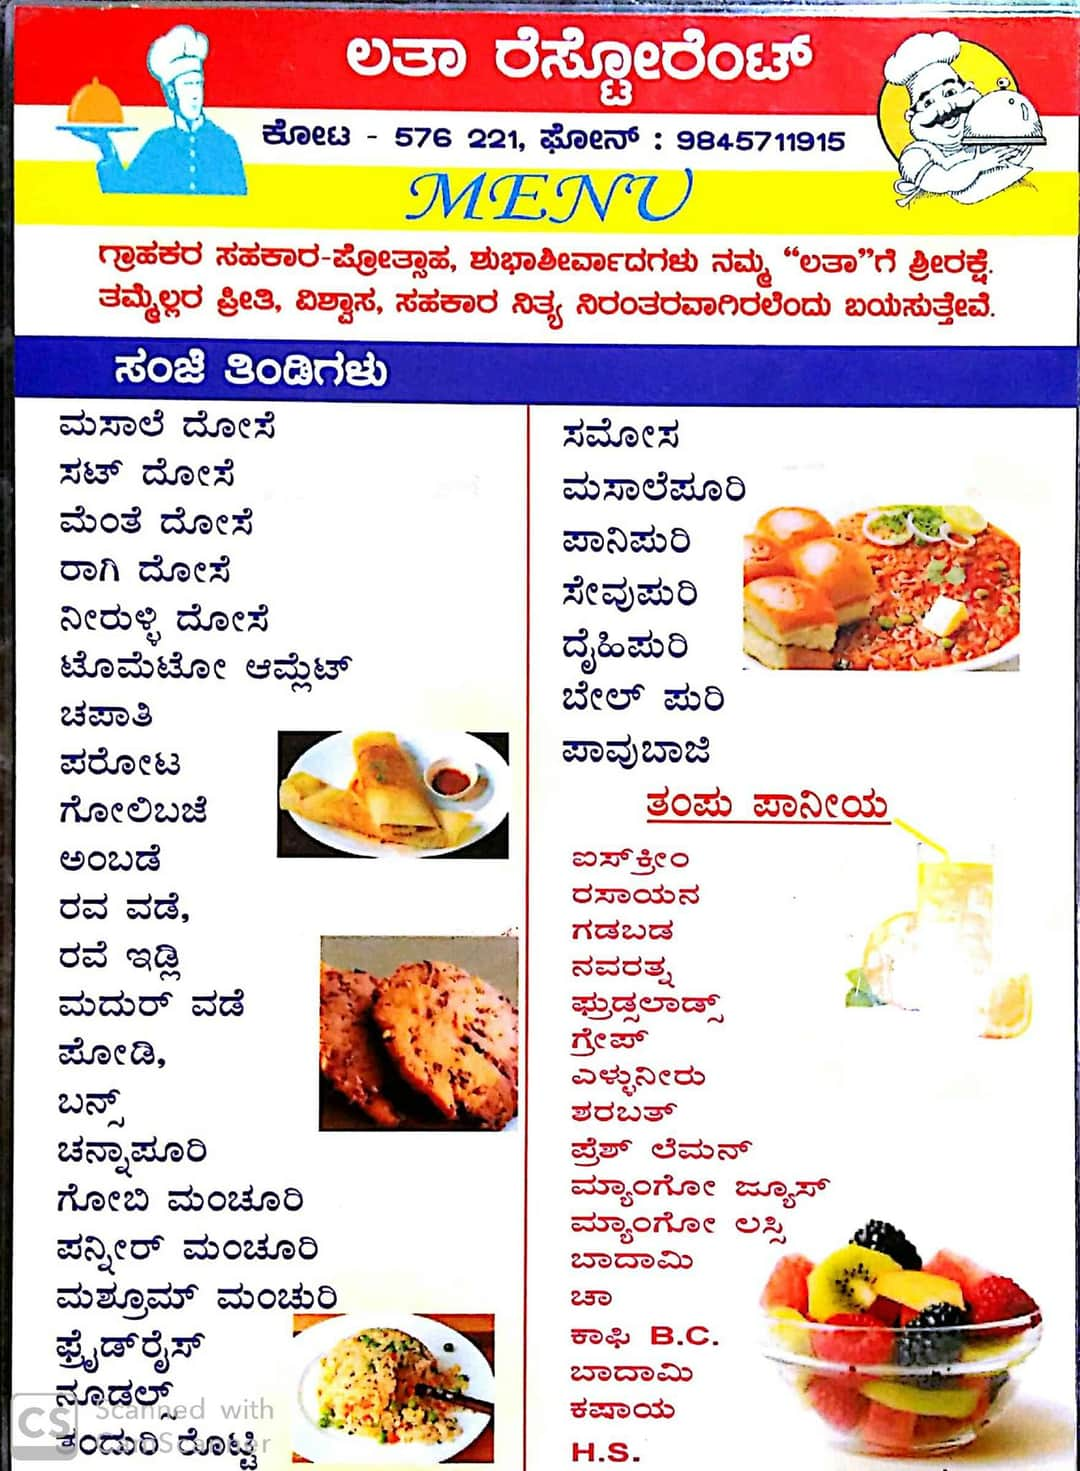 ಲತಾ ರೆಸ್ಟೋರೆಂಟ್
ಕೋಟ - 576 221, ಫೋನ್ : 9845711915
MENU
ಗ್ರಾಹಕರ ಸಹಕಾರ-ಪ್ರೋತ್ಸಾಹ, ಶುಭಾಶೀರ್ವಾದಗಳು ನಮ್ಮ “ಲತಾ”ಗೆ ಶ್ರೀರಕ್ಷೆ.
ತಮ್ಮೆಲ್ಲರ ಪ್ರೀತಿ, ವಿಶ್ವಾಸ, ಸಹಕಾರ ನಿತ್ಯ ನಿರಂತರವಾಗಿರಲೆಂದು ಬಯಸುತ್ತೇವೆ.
ಸಂಜೆ ತಿಂಡಿಗಳು
ಮಸಾಲೆ ದೋಸೆ
ಸೆಟ್ ದೋಸೆ
ಮೆಂತೆ ದೋಸೆ
ರಾಗಿ ದೋಸೆ
ನೀರುಳ್ಳಿ ದೋಸೆ
ಟೊಮೆಟೋ ಆಮ್ಲೆಟ್
ಚಪಾತಿ
ಪರೋಟ
ಗೋಲಿಬಜೆ
ಅಂಬಡೆ
ರವ ವಡೆ,
ರವೆ ಇಡ್ಲಿ
ಮದುರ್ ವಡೆ
ಪೋಡಿ,
ಬನ್ಸ್
ಚನ್ನಾಪೂರಿ
ಗೋಬಿ ಮಂಚೂರಿ
ಪನ್ನೀರ್ ಮಂಚೂರಿ
ಮಶ್ರೂಮ್ ಮಂಚುರಿ
ಫ್ರೈಡ್‌ರೈಸ್
ನೂಡಲ್ಸ್
ತಂದುರಿ ರೊಟ್ಟಿ
ಸಮೋಸ
ಮಸಾಲೆಪೂರಿ
ಪಾನಿಪುರಿ
ಸೇವುಪುರಿ
ದೈಹಿಪುರಿ
ಬೇಲ್ ಪುರಿ
ಪಾವುಬಾಜಿ
ತಂಪು ಪಾನೀಯ
ಐಸ್‌ಕ್ರೀಂ
ರಸಾಯನ
ಗಡಬಡ
ನವರತ್ನ
ಫ್ರುಡ್ಸಲಾಡ್ಸ್
ಗ್ರೇಪ್
ಎಳ್ಳುನೀರು
ಶರಬತ್
ಪ್ರೆಶ್ ಲೆಮನ್
ಮ್ಯಾಂಗೋ ಜ್ಯೂಸ್
ಮ್ಯಾಂಗೋ ಲಸ್ಸಿ
ಬಾದಾಮಿ
ಚಾ
ಕಾಫಿ B.C.
ಬಾದಾಮಿ
ಕಷಾಯ
H.S.
CS Scanned with
CamScanner